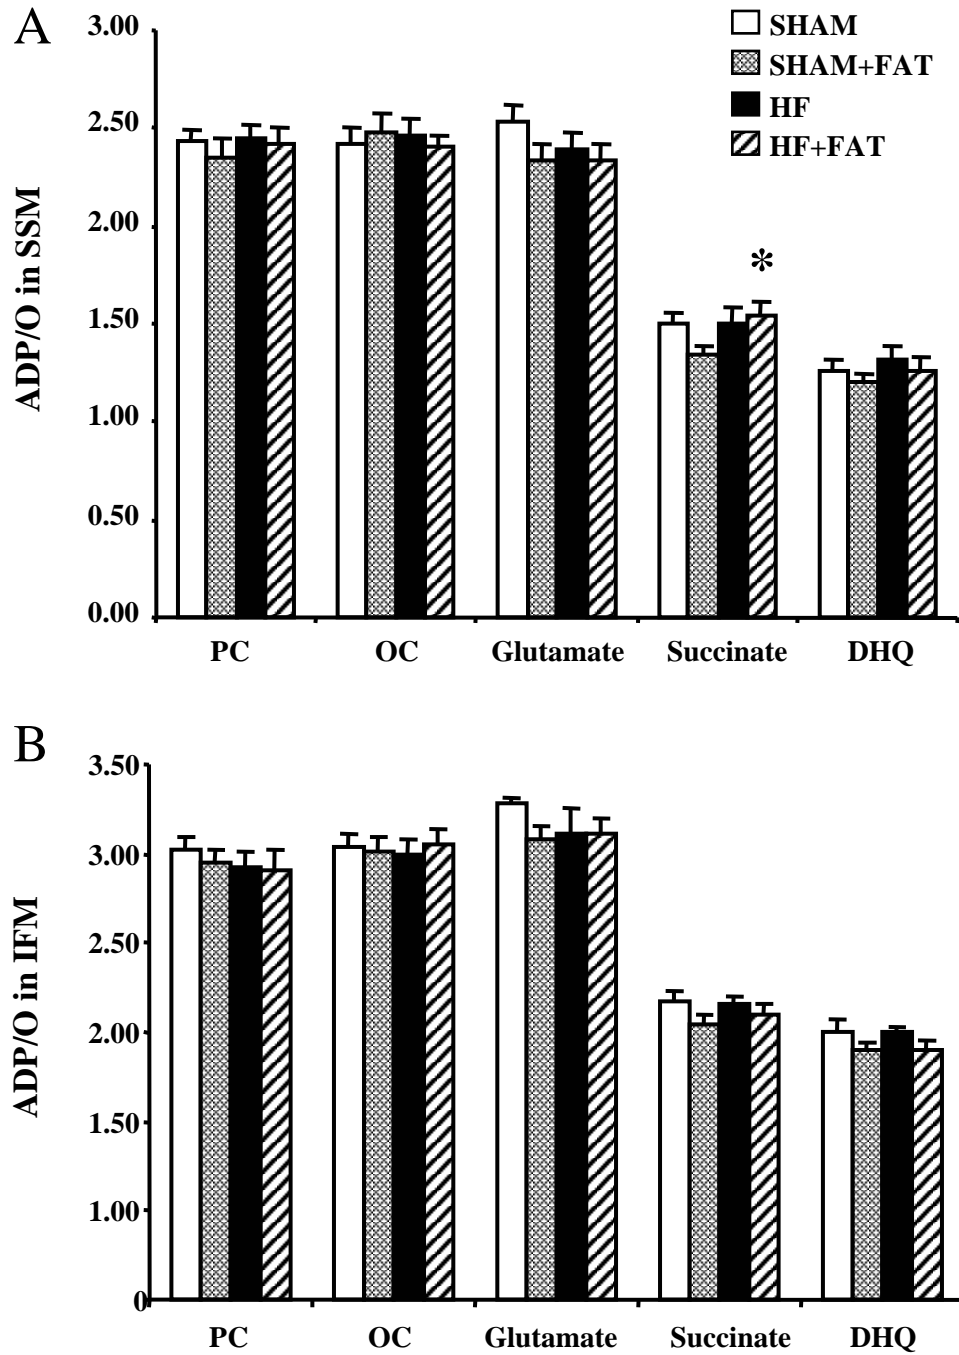 A
3.00
2.50
2.00
1.50
1.00
0.50
0.00
ADP/O in SSM
SHAM
SHAM+FAT
HF
HF+FAT
*
PC OC Glutamate Succinate DHQ
B
3.50
3.00
2.50
2.00
1.50
1.00
0
ADP/O in IFM
PC OC Glutamate Succinate DHQ